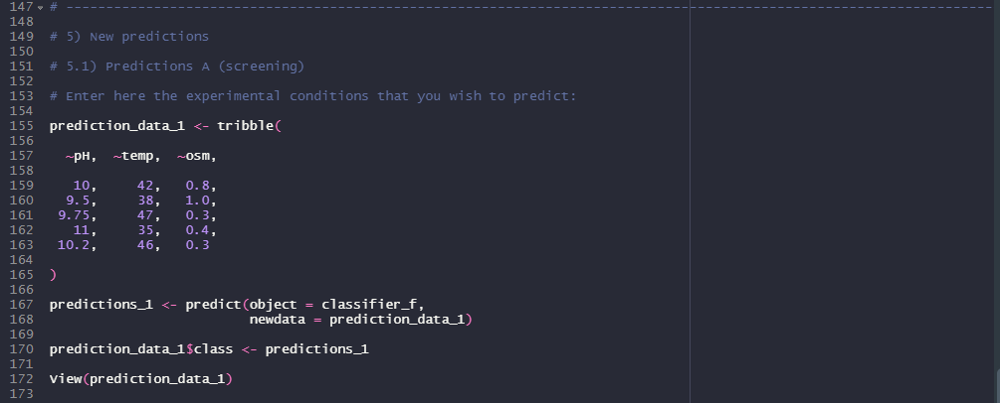 147 # ----------------------------------------------------------------------------------------------------------------------
148
149 # 5) New predictions
150
151 # 5.1) Predictions A (screening)
152
153 # Enter here the experimental conditions that you wish to predict:
154
155 prediction_data_1 <- tribble(
156
157   ~pH,  ~temp,  ~osm,
158
159    10,     42,   0.8,
160   9.5,     38,   1.0,
161  9.75,     47,   0.3,
162    11,     35,   0.4,
163  10.2,     46,   0.3
164
165 )
166
167 predictions_1 <- predict(object = classifier_f,
168                          newdata = prediction_data_1)
169
170 prediction_data_1$class <- predictions_1
171
172 View(prediction_data_1)
173